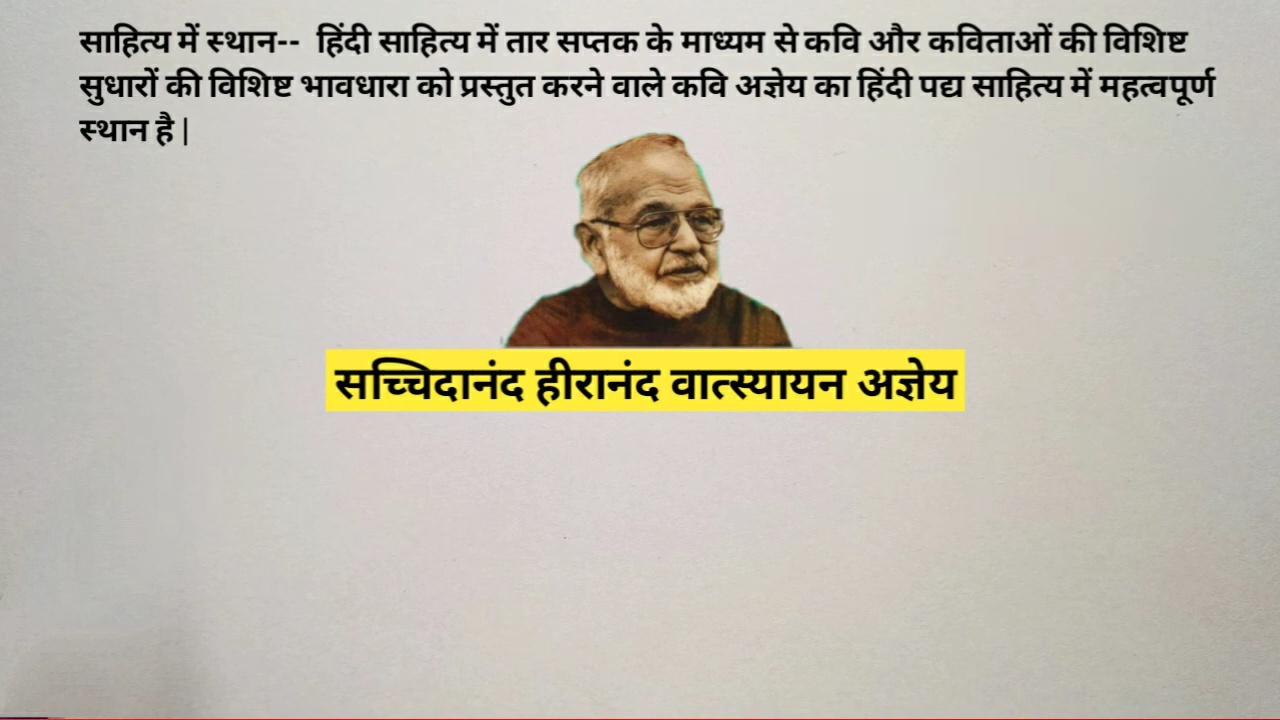 साहित्य में स्थान-- हिंदी साहित्य में तार सप्तक के माध्यम से कवि और कविताओं की विशिष्ट
सुधारों की विशिष्ट भावधारा को प्रस्तुत करने वाले कवि अज्ञेय का हिंदी पद्य साहित्य में महत्वपूर्ण
स्थान है |
सच्चिदानंद हीरानंद वात्स्यायन अज्ञेय